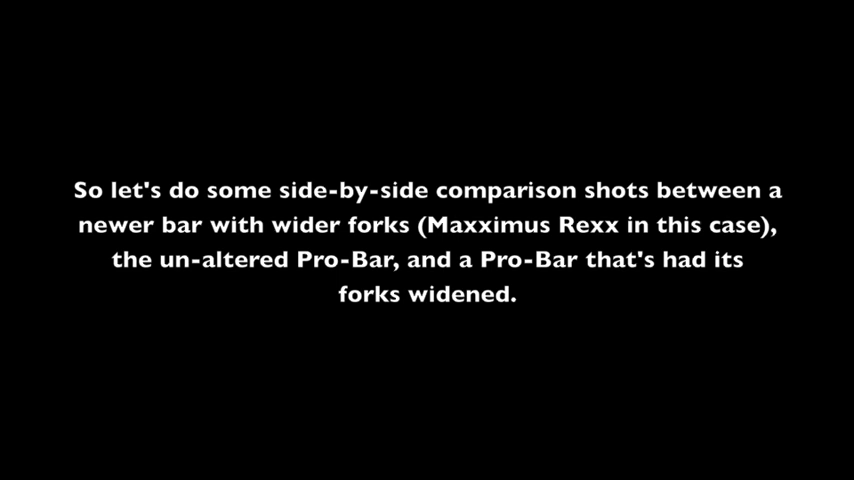 So let's do some side-by-side comparison shots between a
newer bar with wider forks (Maxximus Rexx in this case),
the un-altered Pro-Bar, and a Pro-Bar that's had its
forks widened.